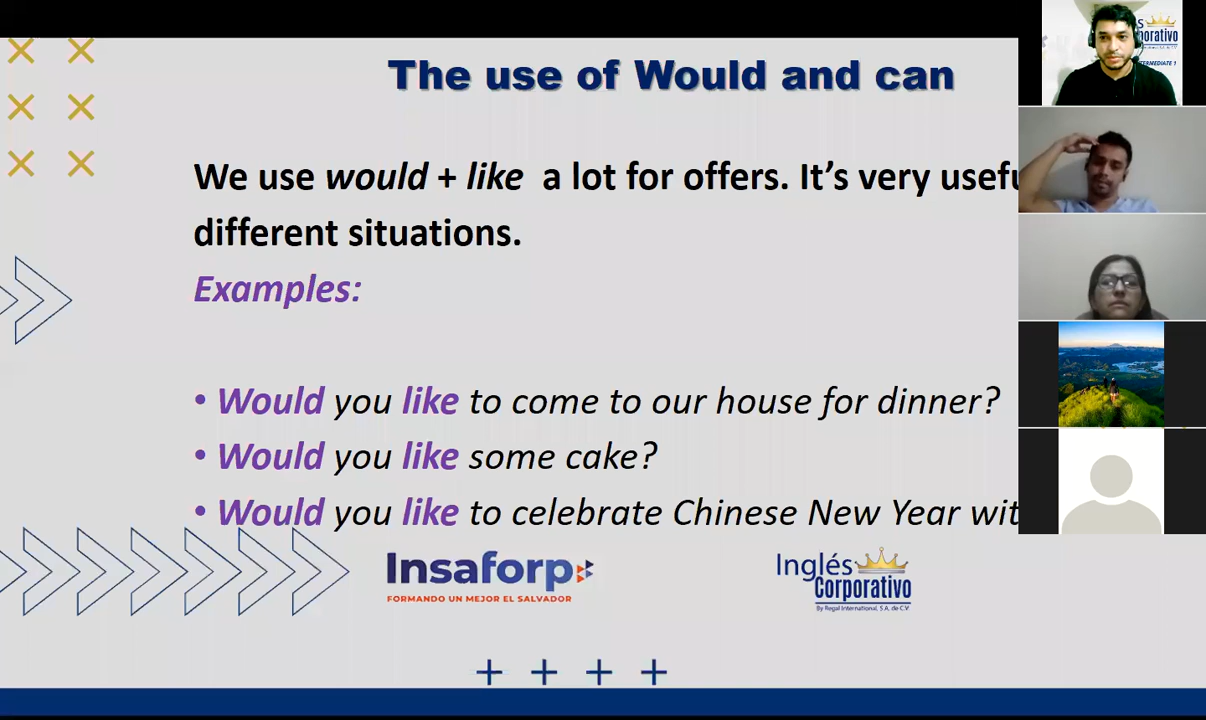 The use of Would and can
We use would + like a lot for offers. It's very
different situations.
Examples:
• Would you like to come to our house for dinner?
• Would you like some cake?
• Would you like to celebrate Chinese New Year
Insaforp
FORMANDO UN MEJOR EL SALVADOR
Inglés
Corporativo
By Regal International, S.A. de C.V